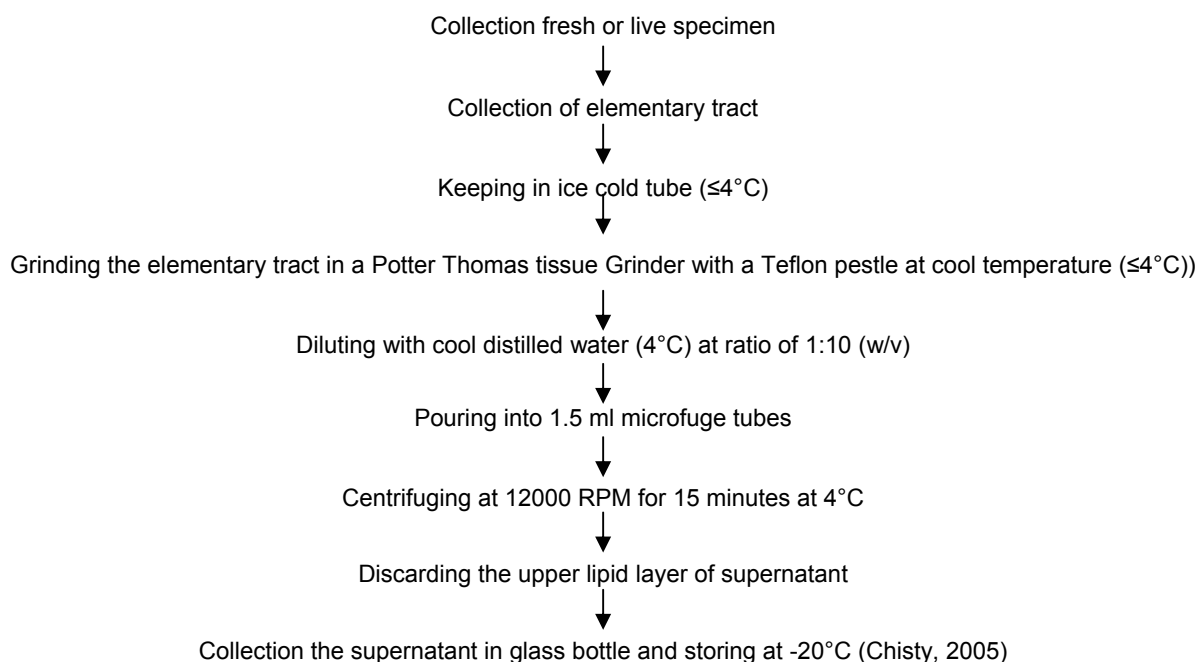 Collection fresh or live specimen
Collection of elementary tract
Keeping in ice cold tube (≤4°C)
Grinding the elementary tract in a Potter Thomas tissue Grinder with a Teflon pestle at cool temperature (≤4°C))
Diluting with cool distilled water (4°C) at ratio of 1:10 (w/v)
Pouring into 1.5 ml microfuge tubes
Centrifuging at 12000 RPM for 15 minutes at 4°C
Discarding the upper lipid layer of supernatant
Collection the supernatant in glass bottle and storing at -20°C (Chisty, 2005)